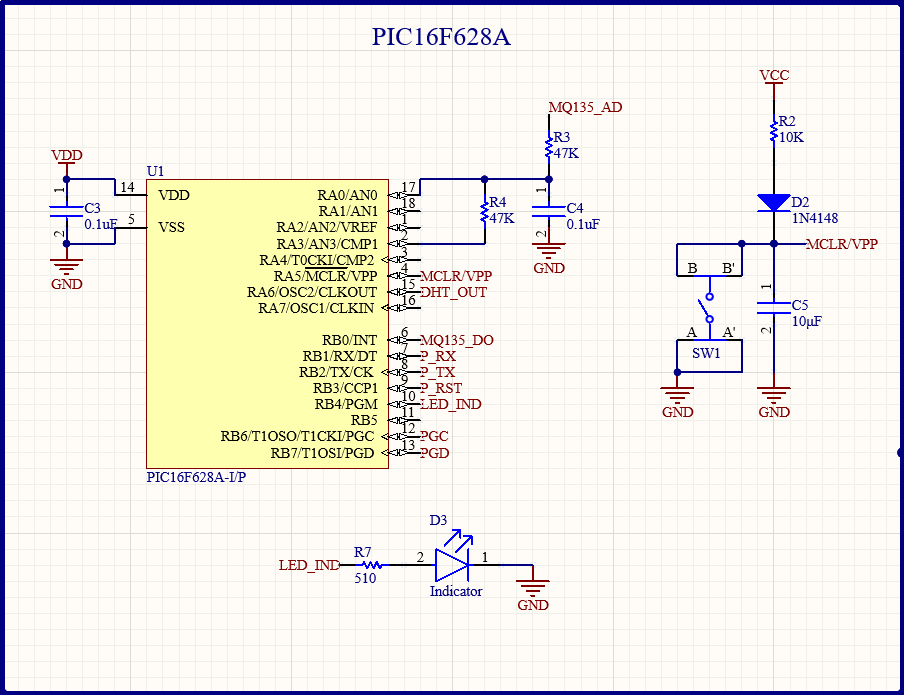 PIC16F628A
VDD
1
C3
0.1uF
2
GND
U1
14
VDD
5
VSS
RA0/AN0
17
RA1/AN1
18
RA2/AN2/VREF
1
RA3/AN3/CMP1
2
RA4/T0CKI/CMP2
3
RA5/MCLR/VPP
4
MCLR/VPP
RA6/OSC2/CLKOUT
15
DHT_OUT
RA7/OSC1/CLKIN
16
RB0/INT
6
MQ135_DO
RB1/RX/DT
7
P_RX
RB2/TX/CK
8
P_TX
RB3/CCP1
9
P_RST
RB4/PGM
10
LED_IND
RB5
11
RB6/T1OSO/T1CKI/PGC
12
PGC
RB7/T1OSI/PGD
13
PGD
PIC16F628A-I/P
MQ135_AD
R3
47K
R4
47K
1
C4
0.1uF
2
GND
VCC
R2
10K
D2
1N4148
MCLR/VPP
B B'
A A'
SW1
GND
1
C5
10µF
2
GND
LED_IND
R7
510
D3
2
1
Indicator
GND